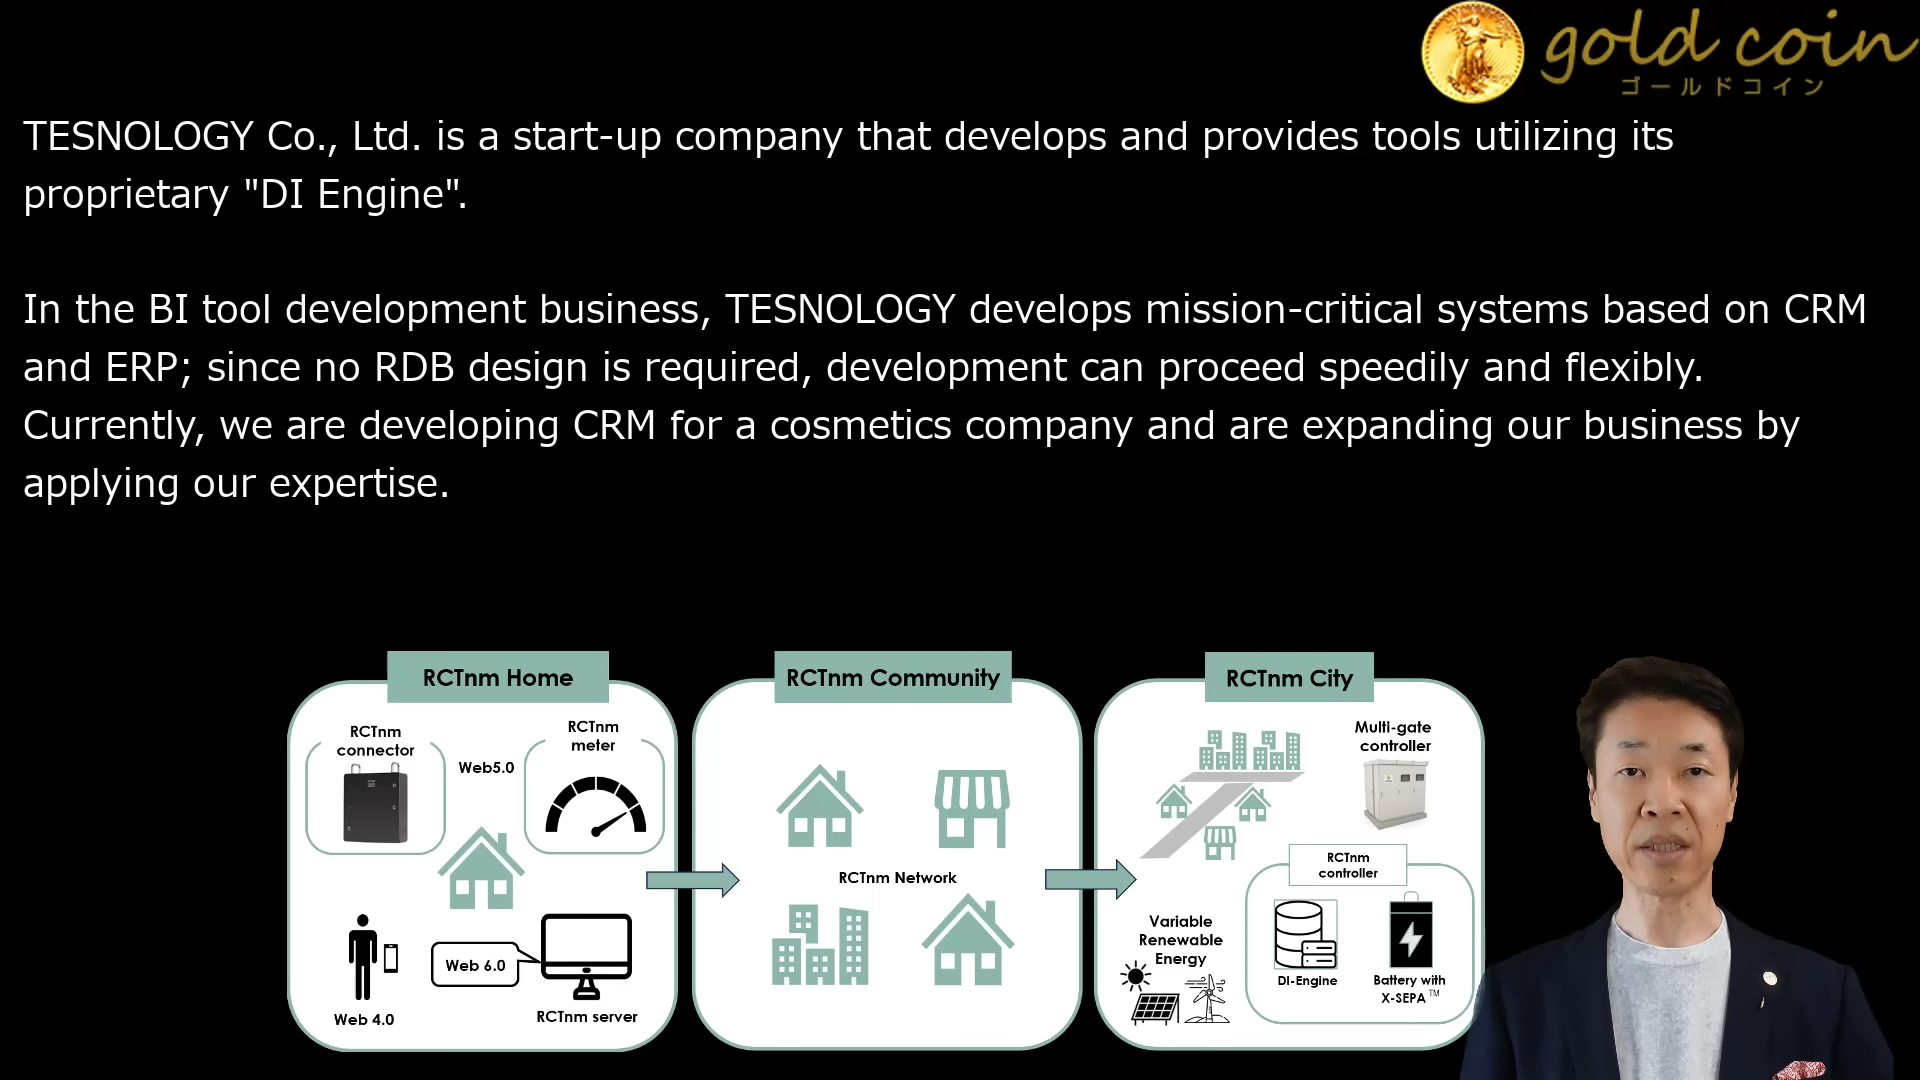 gold coin
ゴールドコイン
TESNOLOGY Co., Ltd. is a start-up company that develops and provides tools utilizing its
proprietary "DI Engine".
In the BI tool development business, TESNOLOGY develops mission-critical systems based on CRM
and ERP; since no RDB design is required, development can proceed speedily and flexibly.
Currently, we are developing CRM for a cosmetics company and are expanding our business by
applying our expertise.
RCTnm Home
RCTnm
connector
Web5.0
RCTnm
meter
Web 6.0
Web 4.0
RCTnm server
RCTnm Community
RCTnm Network
RCTnm City
Multi-gate
controller
RCTnm
controller
Variable
Renewable
Energy
DI-Engine
Battery with
X-SEPA™